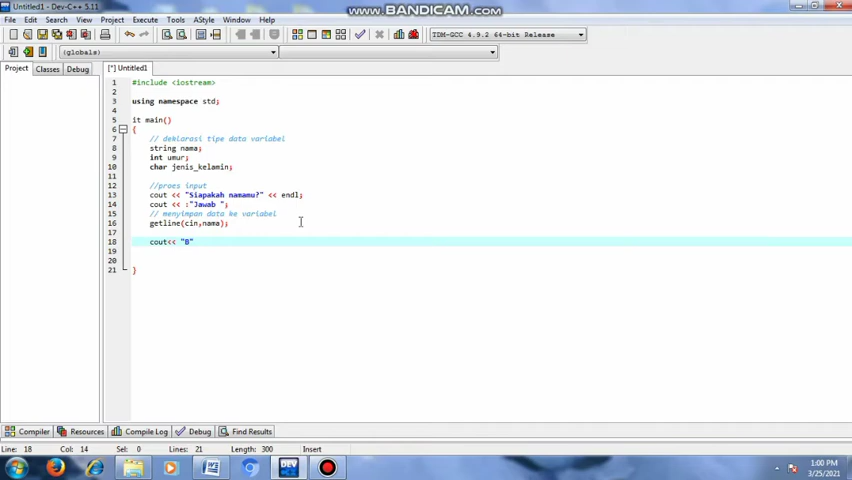 Untitled1 - Dev-C++ 5.11
www.BANDICAM.com
File Edit Search View Project Execute Tools AStyle Window Help
TDM-GCC 4.9.2 64-bit Release
(globals)
Project Classes Debug
[*] Untitled1
1 #include <iostream>
2
3 using namespace std;
4
5 it main()
6 {
7 // deklarasi tipe data variabel
8 string nama;
9 int umur;
10 char jenis_kelamin;
11
12 //proes input
13 cout << "Siapakah namamu?" << endl;
14 cout << :"Jawab ";
15 // menyimpan data ke variabel
16 getline(cin,nama);
17
18 cout<< "B"
19
20
21 }
Compiler Resources Compile Log Debug Find Results
Line: 18 Col: 14 Sel: 0 Lines: 21 Length: 300 Insert
DEV
1:00 PM
3/25/2021